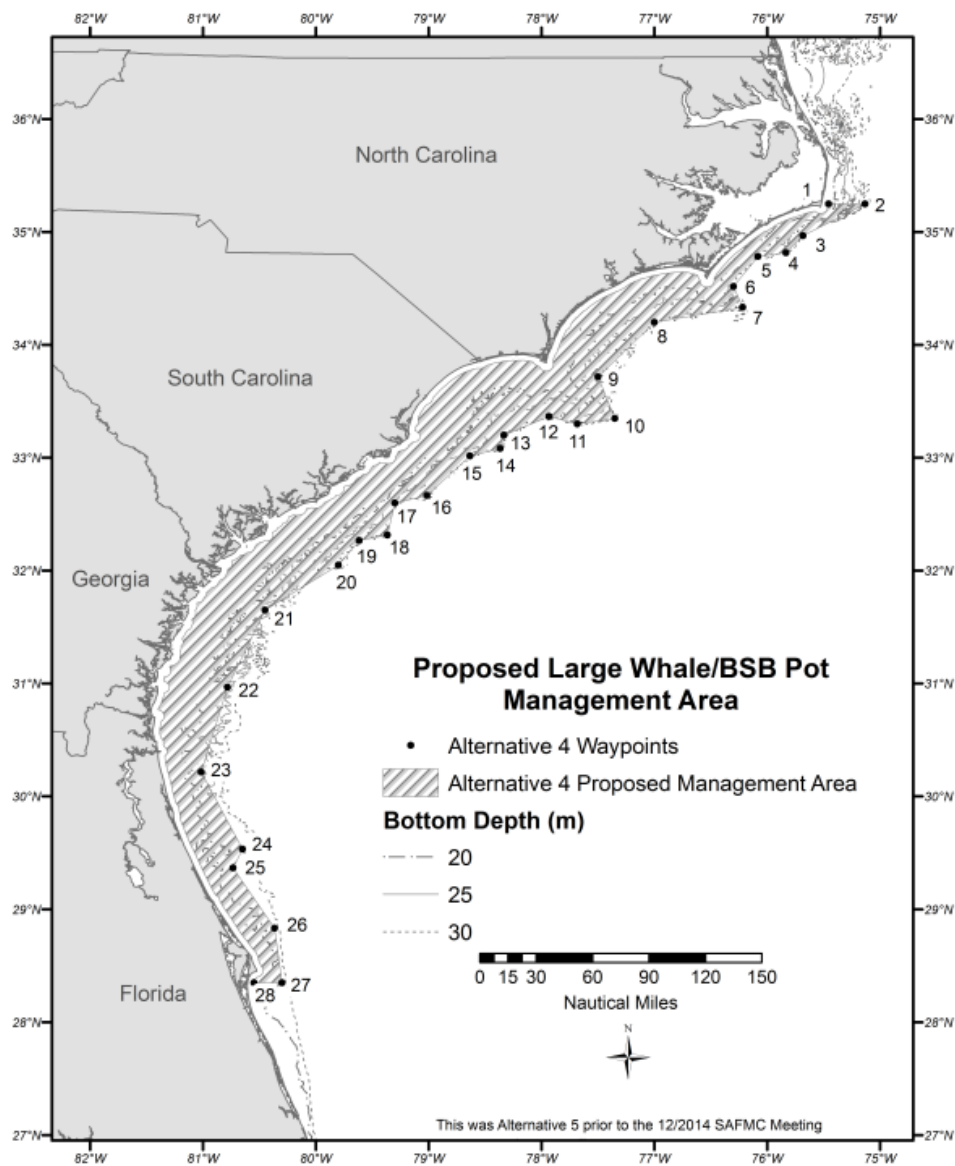 82°W 81°W 80°W 79°W 78°W 77°W 76°W 75°W
36°N 36°N
North Carolina
1 2
35°N 35°N
3
5 4
6
7
34°N 8 34°N
South Carolina
9
12 11 10
13
33°N 15 14 33°N
16
17
18
19
32°N 20 32°N
Georgia
21
Proposed Large Whale/BSB Pot
Management Area
31°N 22 31°N
Alternative 4 Waypoints
23 Alternative 4 Proposed Management Area
30°N 30°N
Bottom Depth (m)
24
20
25
25
29°N 29°N
26
30
0 15 30 60 90 120 150
Nautical Miles
Florida 28 27
28°N 28°N
N
This was Alternative 5 prior to the 12/2014 SAFMC Meeting
27°N 27°N
82°W 81°W 80°W 79°W 78°W 77°W 76°W 75°W